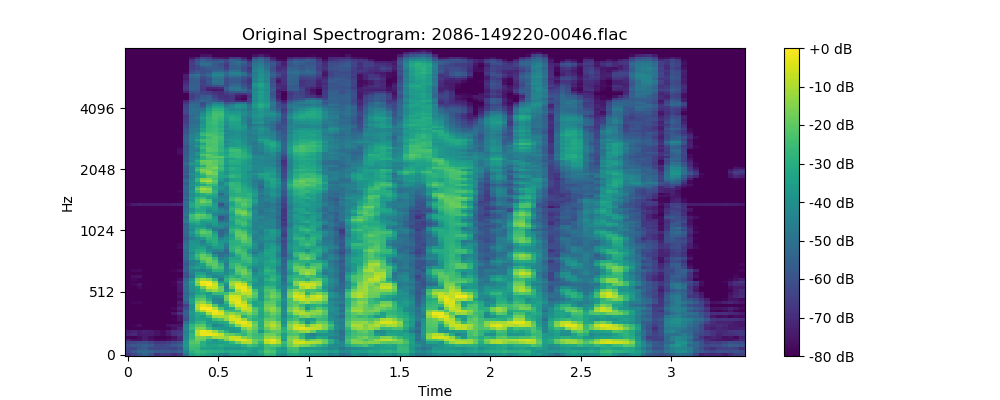 Original Spectrogram: 2086-149220-0046.flac
+0 dB
-10 dB
-20 dB
-30 dB
-40 dB
-50 dB
-60 dB
-70 dB
-80 dB
4096
2048
1024
512
0
Hz
0
0.5
1
1.5
2
2.5
3
Time